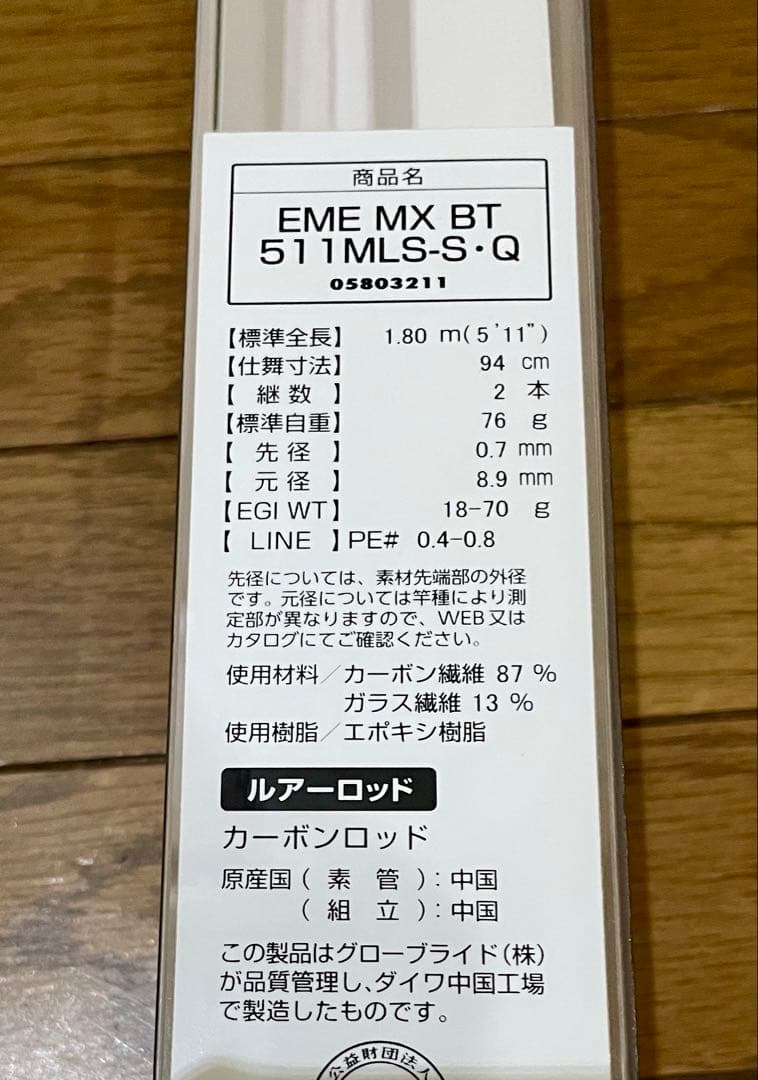 商品名
EME MX BT
511MLS-S・Q
05803211
【標準全長】 1.80 m(5'11")
【仕舞寸法】 94 cm
【 継数 】 2 本
【標準自重】 76 g
【 先径 】 0.7 mm
【 元径 】 8.9 mm
【EGI WT】 18-70 g
【 LINE 】PE# 0.4-0.8
先径については、素材先端部の外径
です。元径については竿種により測
定部が異なりますので、WEB又は
カタログにてご確認ください。
使用材料／カーボン繊維 87 %
ガラス繊維 13 %
使用樹脂／エポキシ樹脂
ルアーロッド
カーボンロッド
原産国 ( 素 管 ): 中国
( 組 立 ): 中国
この製品はグローブライド(株)
が品質管理し、ダイワ中国工場
で製造したものです。
公益財団法人